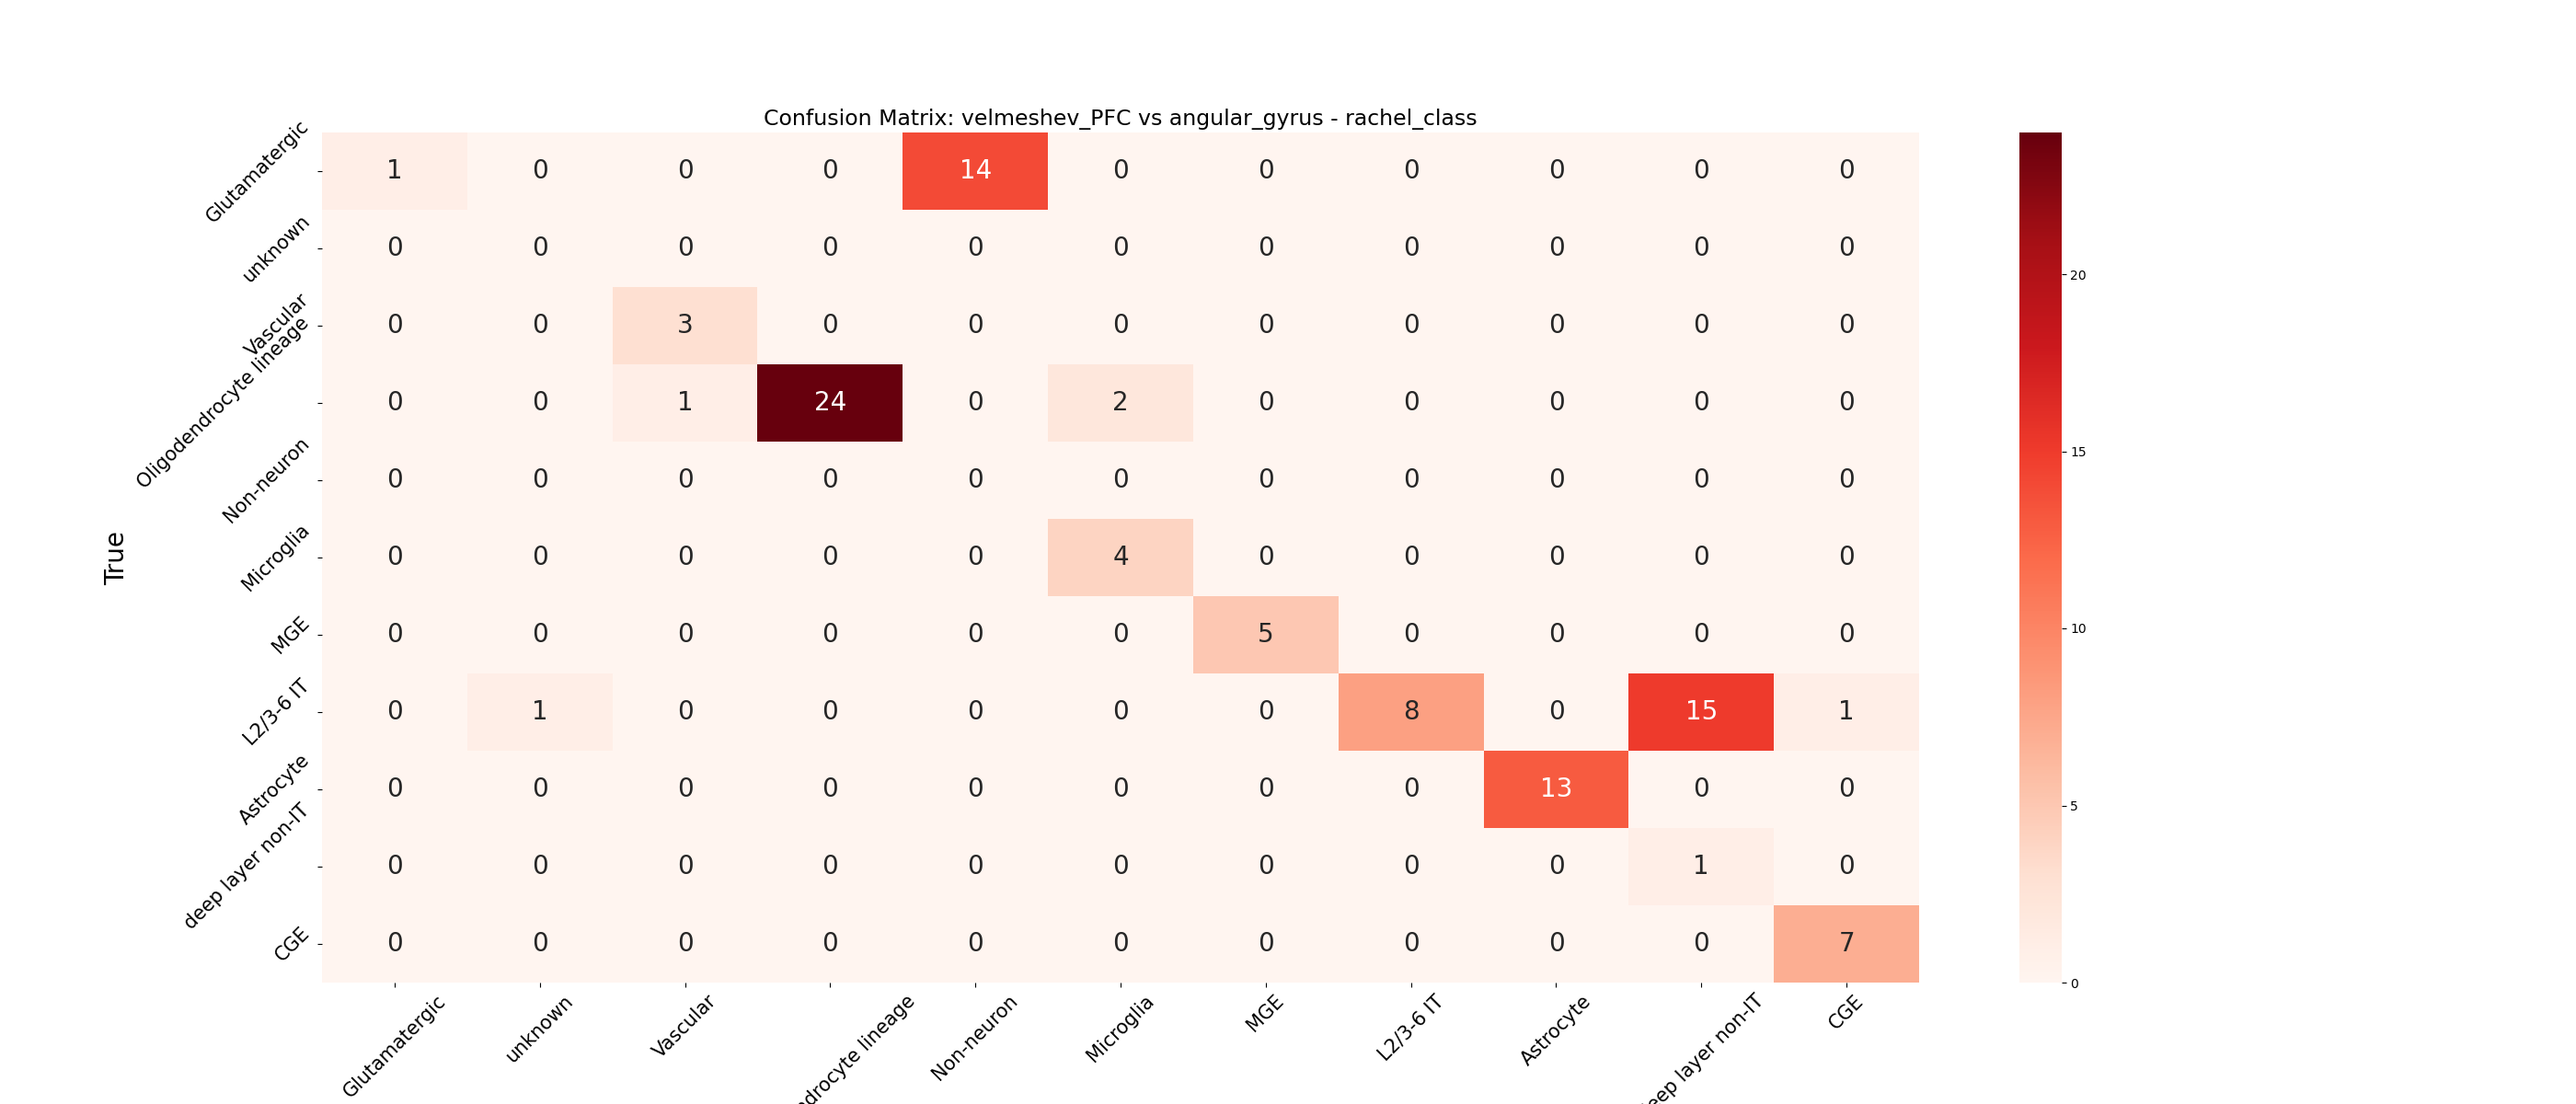 Confusion Matrix: velmeshev_PFC vs angular_gyrus - rachel_class
Glutamatergic 1 0 0 0 14 0 0 0 0 0 0
unknown 0 0 0 0 0 0 0 0 0 0 0
Vascular 0 0 3 0 0 0 0 0 0 0 0
Oligodendrocyte lineage 0 0 1 24 0 2 0 0 0 0 0
Non-neuron 0 0 0 0 0 0 0 0 0 0 0
Microglia 0 0 0 0 0 4 0 0 0 0 0
MGE 0 0 0 0 0 0 5 0 0 0 0
L2/3-6 IT 0 1 0 0 0 0 0 8 0 15 1
Astrocyte 0 0 0 0 0 0 0 0 13 0 0
deep layer non-IT 0 0 0 0 0 0 0 0 0 1 0
CGE 0 0 0 0 0 0 0 0 0 0 7
True
Glutamatergic unknown Vascular ndrocyte lineage Non-neuron Microglia MGE L2/3-6 IT Astrocyte eep layer non-IT CGE
20
15
10
5
0